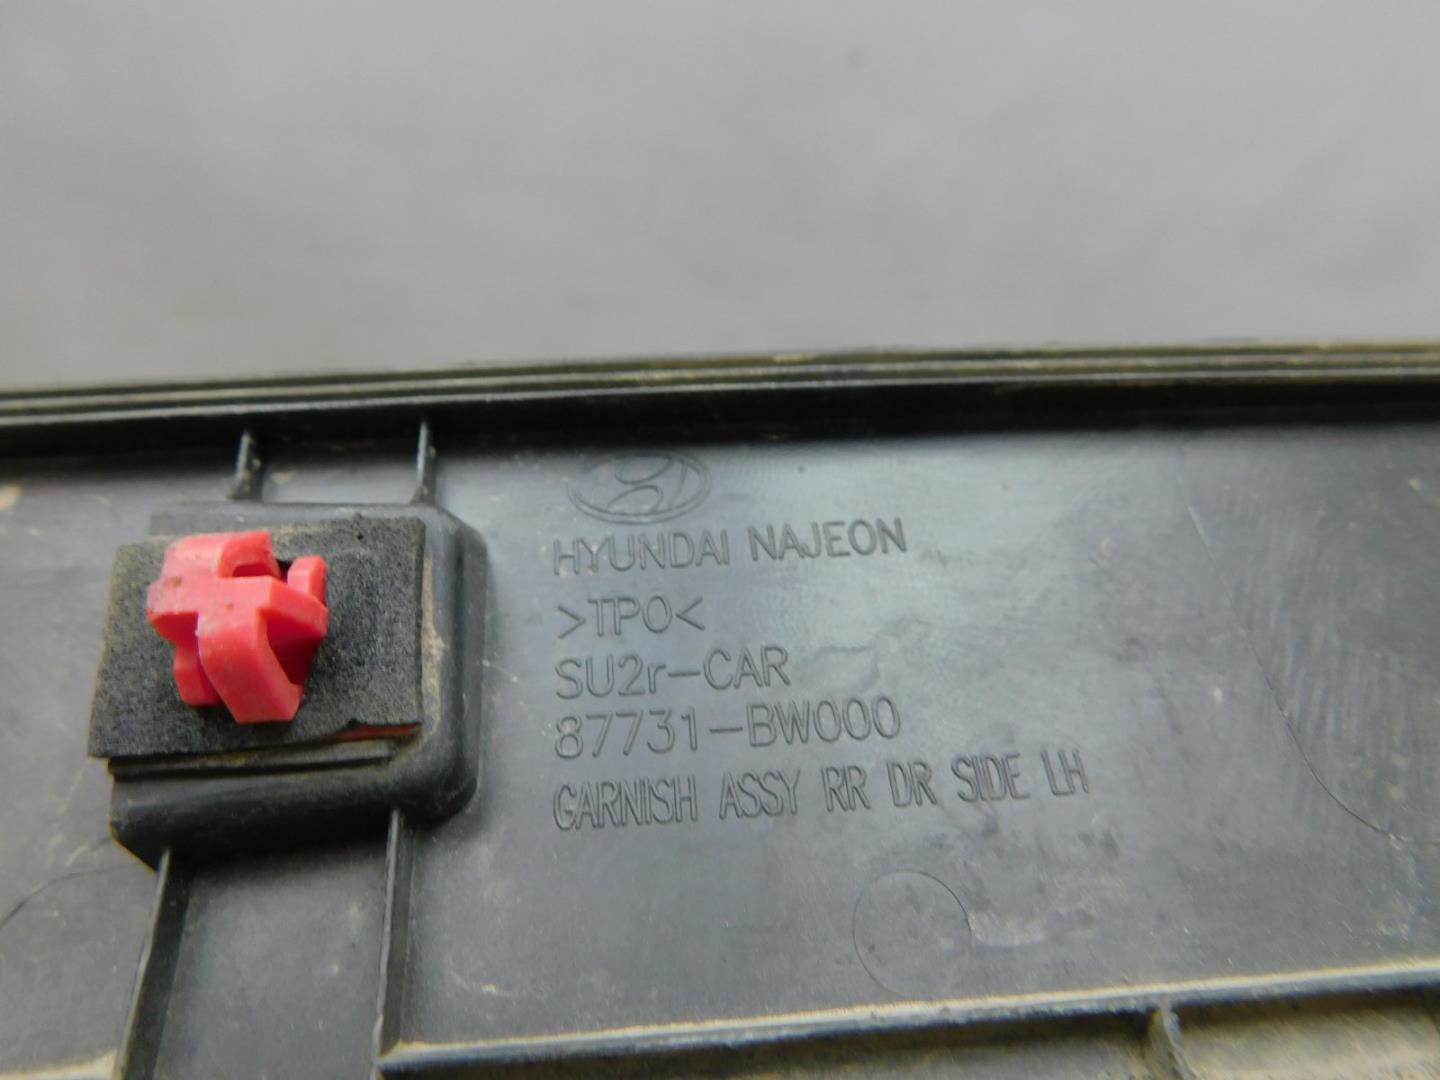 HYUNDAI NAJEON
>TPO<
SU2r-CAR
87731-BW000
GARNISH ASSY RR DR SIDE LH